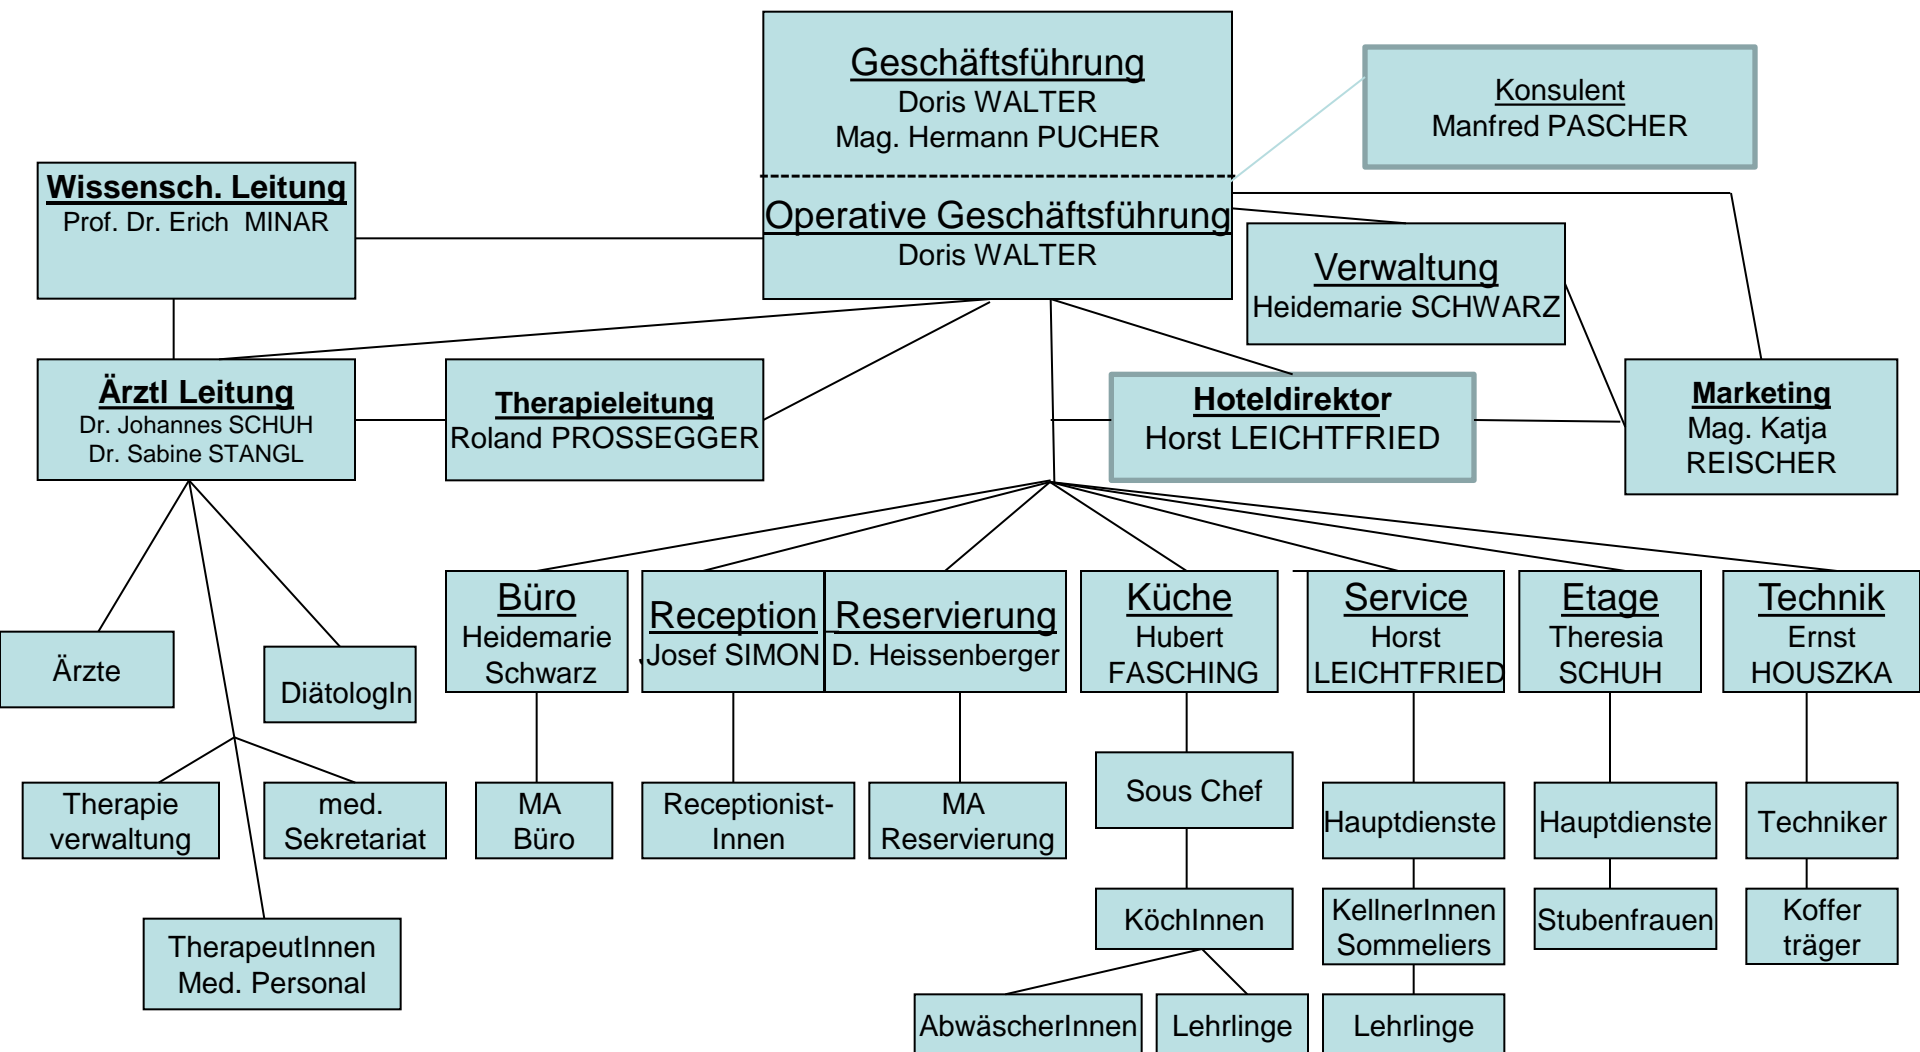 Geschäftsführung
Doris WALTER
Mag. Hermann PUCHER
Operative Geschäftsführung
Doris WALTER
Konsulent
Manfred PASCHER
Wissensch. Leitung
Prof. Dr. Erich  MINAR
Verwaltung
Heidemarie SCHWARZ
Ärztl Leitung
Dr. Johannes SCHUH
Dr. Sabine STANGL
Therapieleitung
Roland PROSSEGGER
Hoteldirektor
Horst LEICHTFRIED
Marketing
Mag. Katja
REISCHER
Büro
Heidemarie
Schwarz
Reception
.Josef SIMON
Reservierung
D. Heissenberger
Küche
Hubert
FASCHING
Service
Horst
LEICHTFRIED
Etage
Theresia
SCHUH
Technik
Ernst
HOUSZKA
Ärzte
DiätologIn
Therapie
verwaltung
med.
Sekretariat
MA
Büro
Receptionist-
Innen
MA
Reservierung
Sous Chef
Hauptdienste
Hauptdienste
Techniker
TherapeutInnen
Med. Personal
KöchInnen
KellnerInnen
Sommeliers
Stubenfrauen
Koffer
träger
AbwäscherInnen
Lehrlinge
Lehrlinge